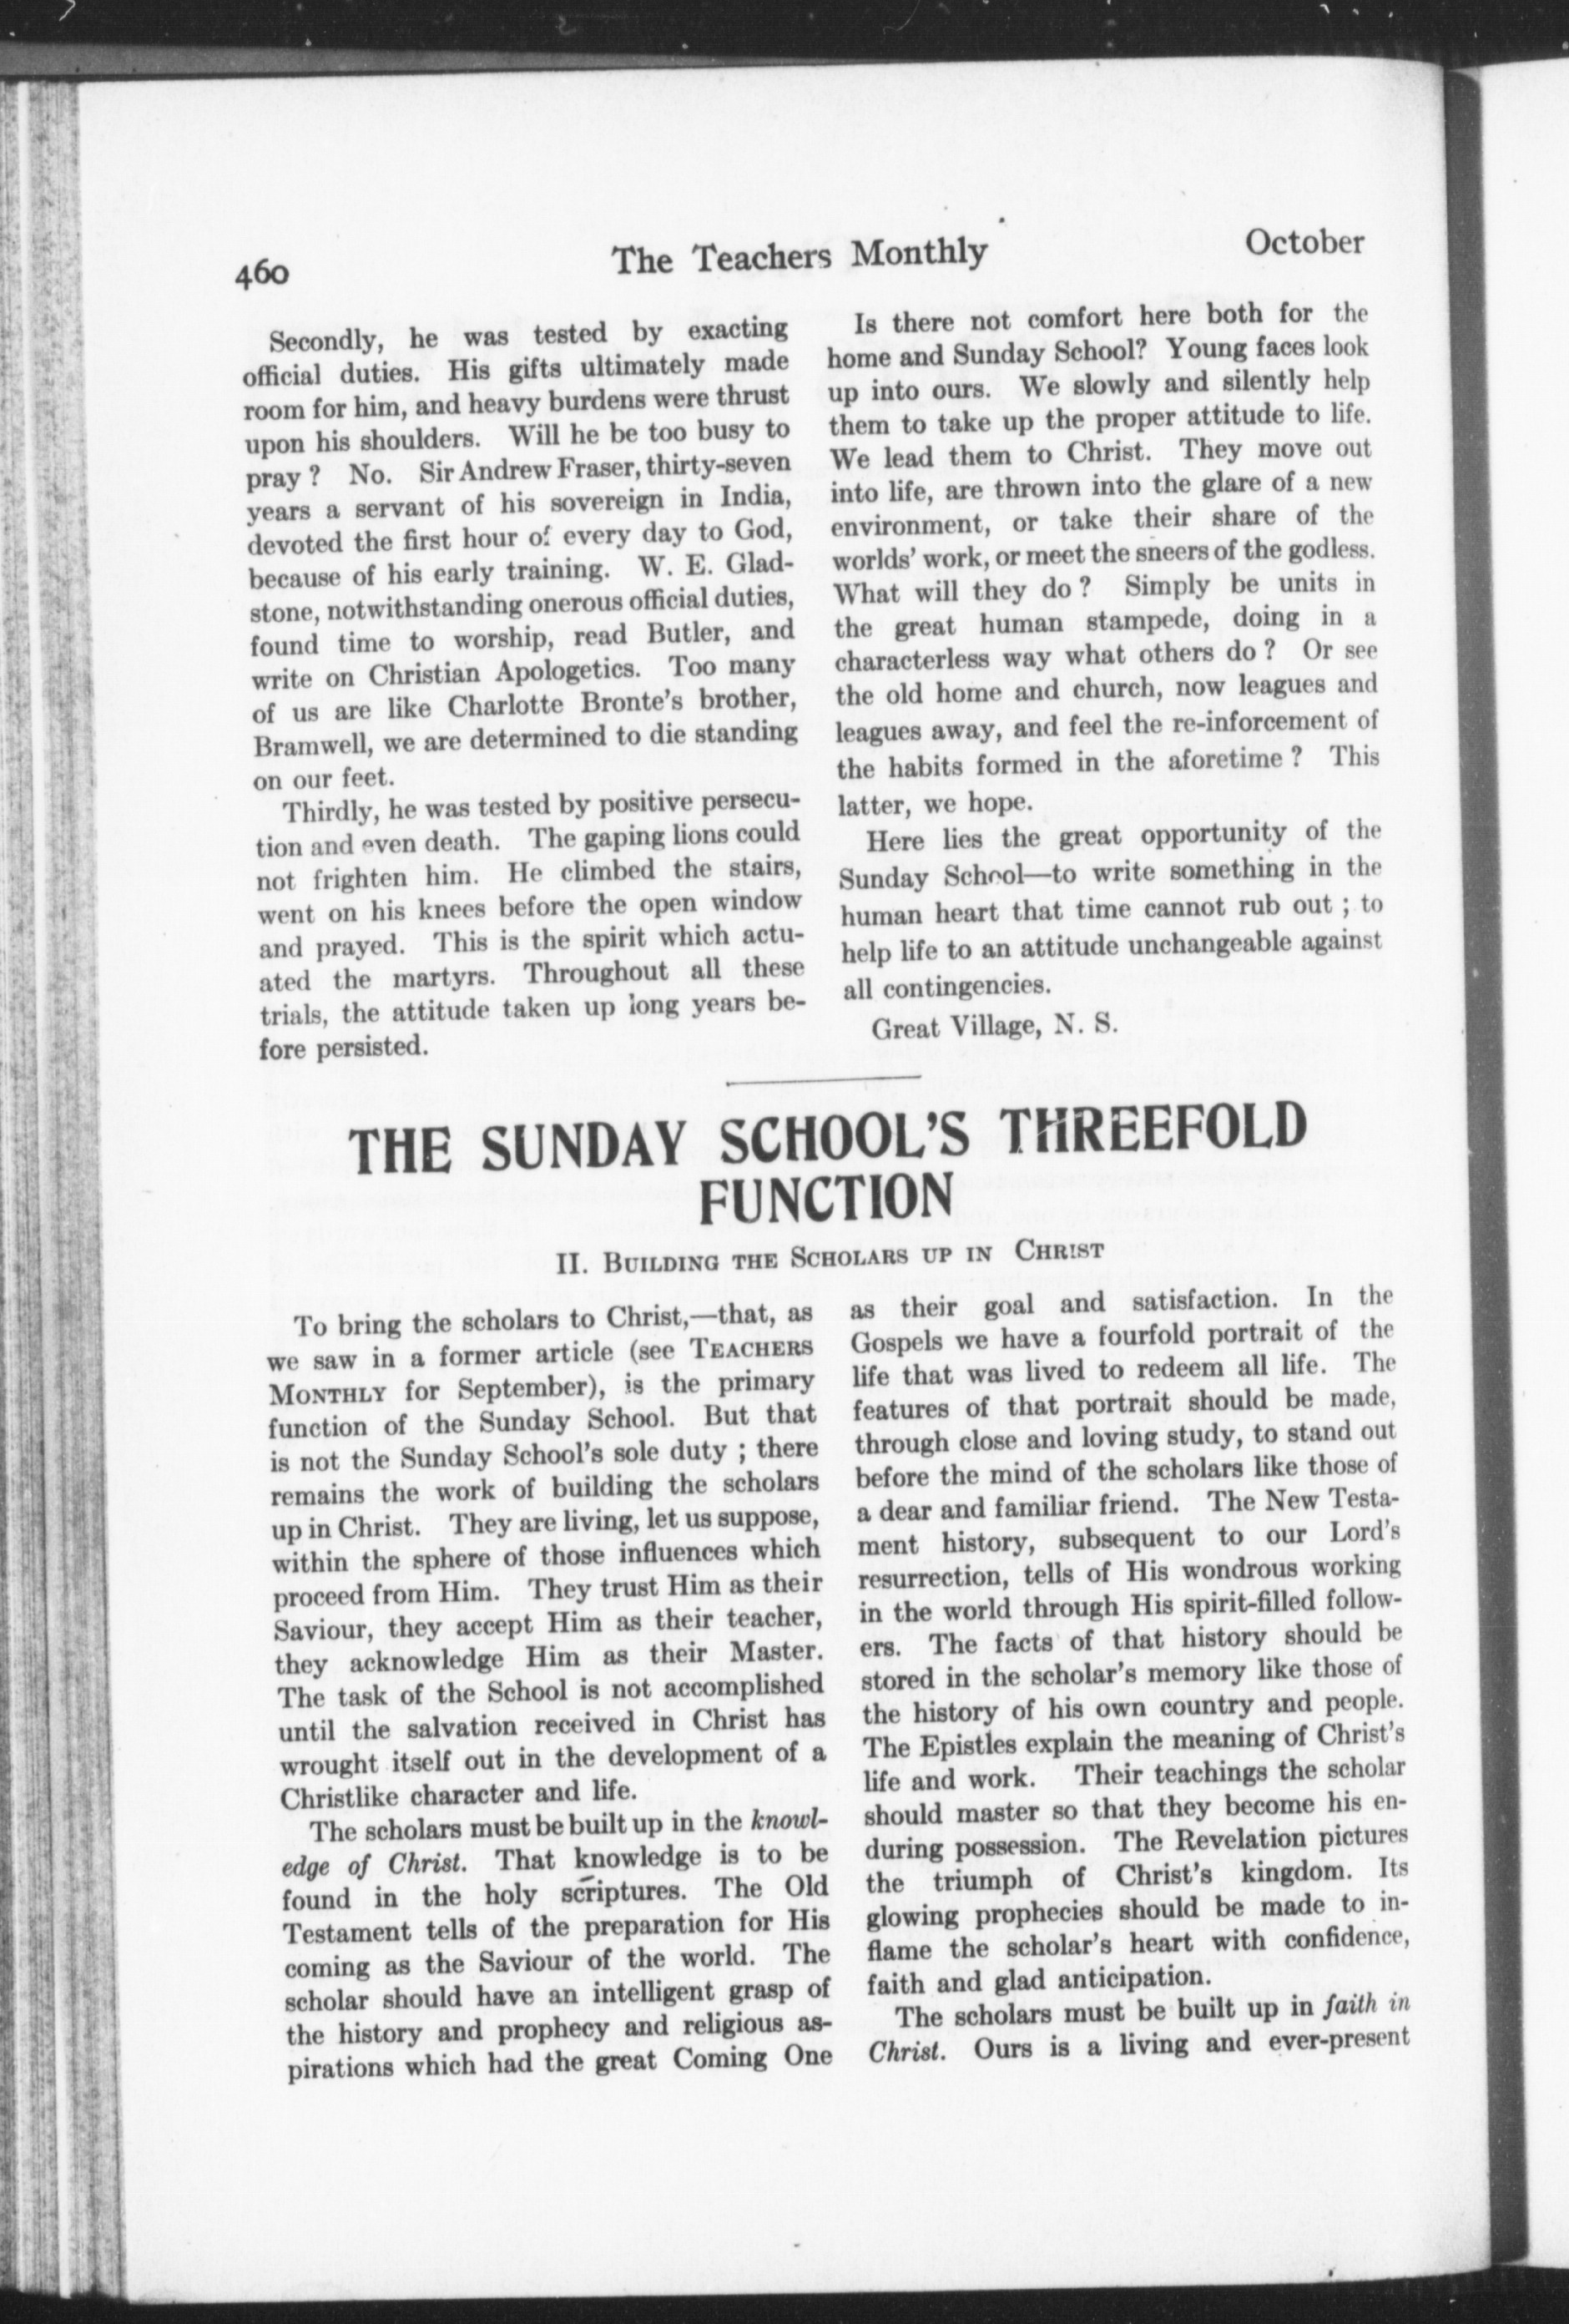 460
The Teachers Monthly
October
Secondly, he was tested by exacting
official duties. His gifts ultimately made
room for him, and heavy burdens were thrust
upon his shoulders. Will he be too busy to
pray ? No. Sir Andrew Fraser, thirty-seven
years a servant of his sovereign in India,
devoted the first hour of every day to God,
because of his early training. W. E. Glad-
stone, notwithstanding onerous official duties,
found time to worship, read Butler, and
write on Christian Apologetics. Too many
of us are like Charlotte Bronte's brother,
Bramwell, we are determined to die standing
on our feet.
Thirdly, he was tested by positive persecu-
tion and even death. The gaping lions could
not frighten him. He climbed the stairs,
went on his knees before the open window
and prayed. This is the spirit which actu-
ated the martyrs. Throughout all these
trials, the attitude taken up long years be-
fore persisted.
Is there not comfort here both for the
home and Sunday School? Young faces look
up into ours. We slowly and silently help
them to take up the proper attitude to life.
We lead them to Christ. They move out
into life, are thrown into the glare of a new
environment, or take their share of the
worlds' work, or meet the sneers of the godless.
What will they do ? Simply be units in
the great human stampede, doing in a
characterless way what others do ? Or see
the old home and church, now leagues and
leagues away, and feel the re-inforcement of
the habits formed in the aforetime ? This
latter, we hope.
Here lies the great opportunity of the
Sunday School—to write something in the
human heart that time cannot rub out ; to
help life to an attitude unchangeable against
all contingencies.
Great Village, N. S.
THE SUNDAY SCHOOL'S THREEFOLD
FUNCTION
II. BUILDING THE SCHOLARS UP IN CHRIST
To bring the scholars to Christ,—that, as
we saw in a former article (see TEACHERS
MONTHLY for September), is the primary
function of the Sunday School. But that
is not the Sunday School's sole duty ; there
remains the work of building the scholars
up in Christ. They are living, let us suppose,
within the sphere of those influences which
proceed from Him. They trust Him as their
Saviour, they accept Him as their teacher,
they acknowledge Him as their Master.
The task of the School is not accomplished
until the salvation received in Christ has
wrought itself out in the development of a
Christlike character and life.
The scholars must be built up in the knowl-
edge of Christ. That knowledge is to be
found in the holy scriptures. The Old
Testament tells of the preparation for His
coming as the Saviour of the world. The
scholar should have an intelligent grasp of
the history and prophecy and religious as-
pirations which had the great Coming One
as their goal and satisfaction. In the
Gospels we have a fourfold portrait of the
life that was lived to redeem all life. The
features of that portrait should be made,
through close and loving study, to stand out
before the mind of the scholars like those of
a dear and familiar friend. The New Testa-
ment history, subsequent to our Lord's
resurrection, tells of His wondrous working
in the world through His spirit-filled follow-
ers. The facts of that history should be
stored in the scholar's memory like those of
the history of his own country and people.
The Epistles explain the meaning of Christ's
life and work. Their teachings the scholar
should master so that they become his en-
during possession. The Revelation pictures
the triumph of Christ's kingdom. Its
glowing prophecies should be made to in-
flame the scholar's heart with confidence,
faith and glad anticipation.
The scholars must be built up in faith in
Christ. Ours is a living and ever-present